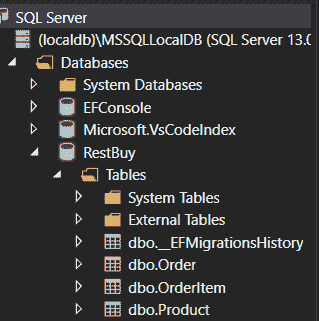 SQL Server
(localdb)\MSSQLLocalDB (SQL Server 13.0
Databases
System Databases
EFConsole
Microsoft.VsCodeIndex
RestBuy
Tables
System Tables
External Tables
dbo.__EFMigrationsHistory
dbo.Order
dbo.OrderItem
dbo.Product